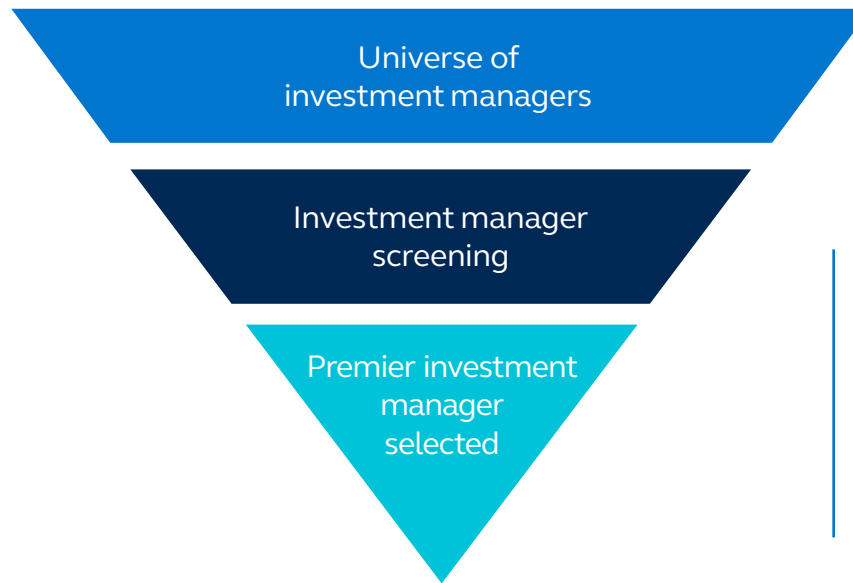 Universe of
investment managers
Investment manager
screening
Premier investment
manager
selected